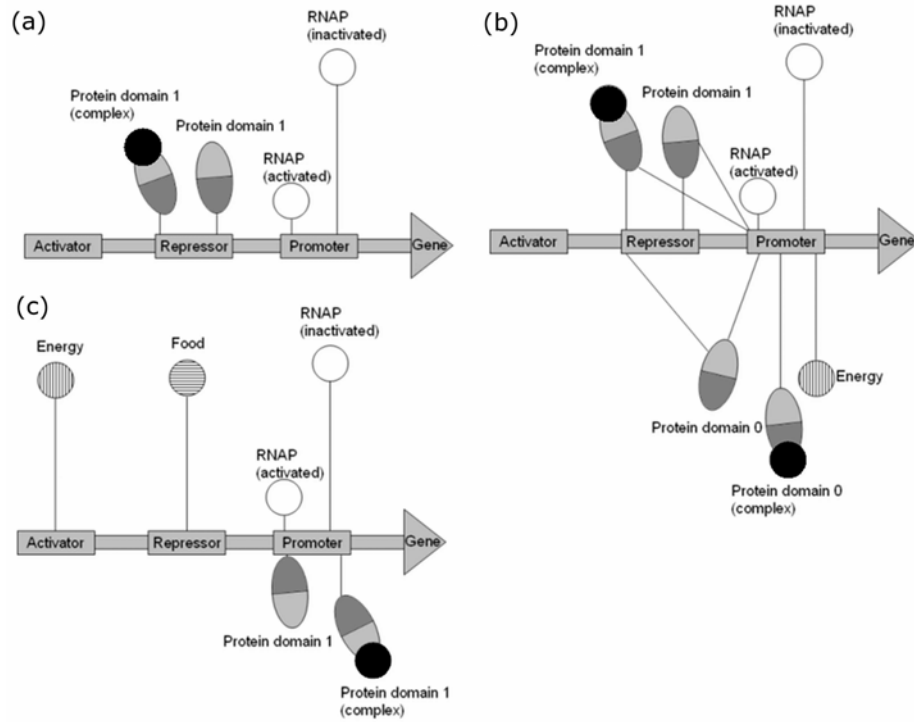 (a)
RNAP
(inactivated)
Protein domain 1
(complex)
Protein domain 1
RNAP
(activated)
Activator
Repressor
Promoter
Gene
(b)
RNAP
(inactivated)
Protein domain 1
(complex)
Protein domain 1
RNAP
(activated)
Activator
Repressor
Promoter
Gene
Energy
Protein domain 0
Protein domain 0
(complex)
(c)
RNAP
(inactivated)
Energy
Food
RNAP
(activated)
Activator
Repressor
Promoter
Gene
Protein domain 1
Protein domain 1
(complex)